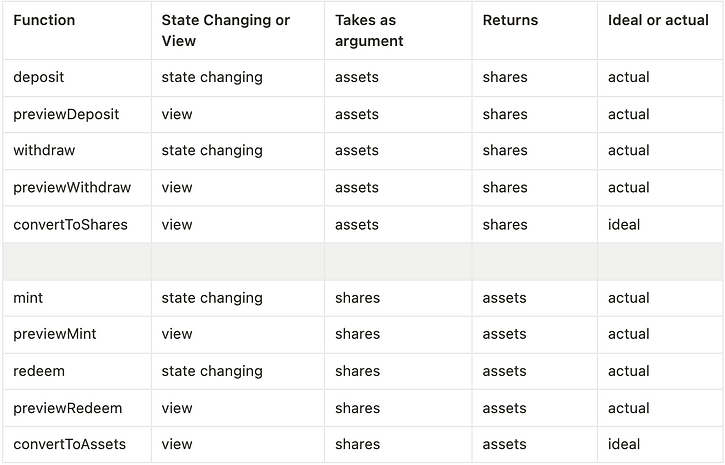 Function State Changing or View Takes as argument Returns Ideal or actual
deposit state changing assets shares actual
previewDeposit view assets shares actual
withdraw state changing assets shares actual
previewWithdraw view assets shares actual
convertToShares view assets shares ideal
mint state changing shares assets actual
previewMint view shares assets actual
redeem state changing shares assets actual
previewRedeem view shares assets actual
convertToAssets view shares assets ideal